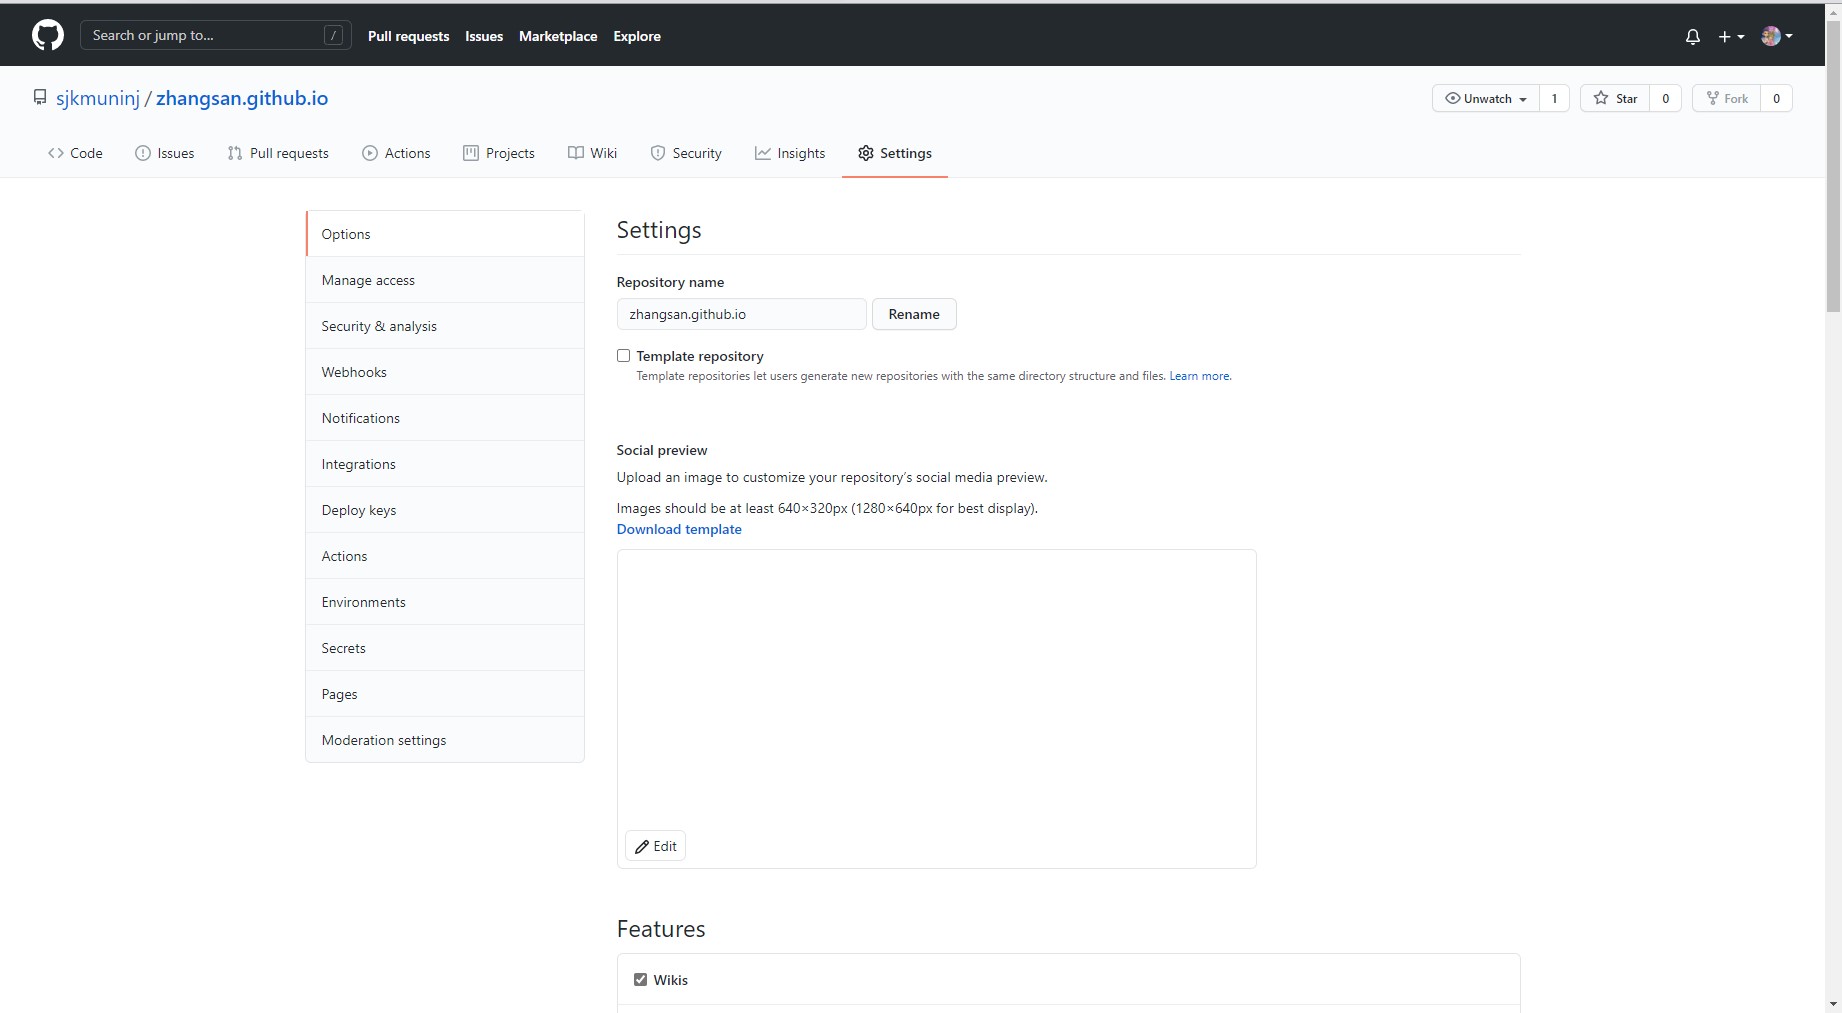 Search or jump to... /
Pull requests Issues Marketplace Explore
sjkmuninj / zhangsan.github.io
Unwatch 1 Star 0 Fork 0
Code Issues Pull requests Actions Projects Wiki Security Insights Settings
Options
Manage access
Security & analysis
Webhooks
Notifications
Integrations
Deploy keys
Actions
Environments
Secrets
Pages
Moderation settings
Settings
Repository name
zhangsan.github.io Rename
Template repository
Template repositories let users generate new repositories with the same directory structure and files. Learn more.
Social preview
Upload an image to customize your repository’s social media preview.
Images should be at least 640×320px (1280×640px for best display).
Download template
Edit
Features
Wikis